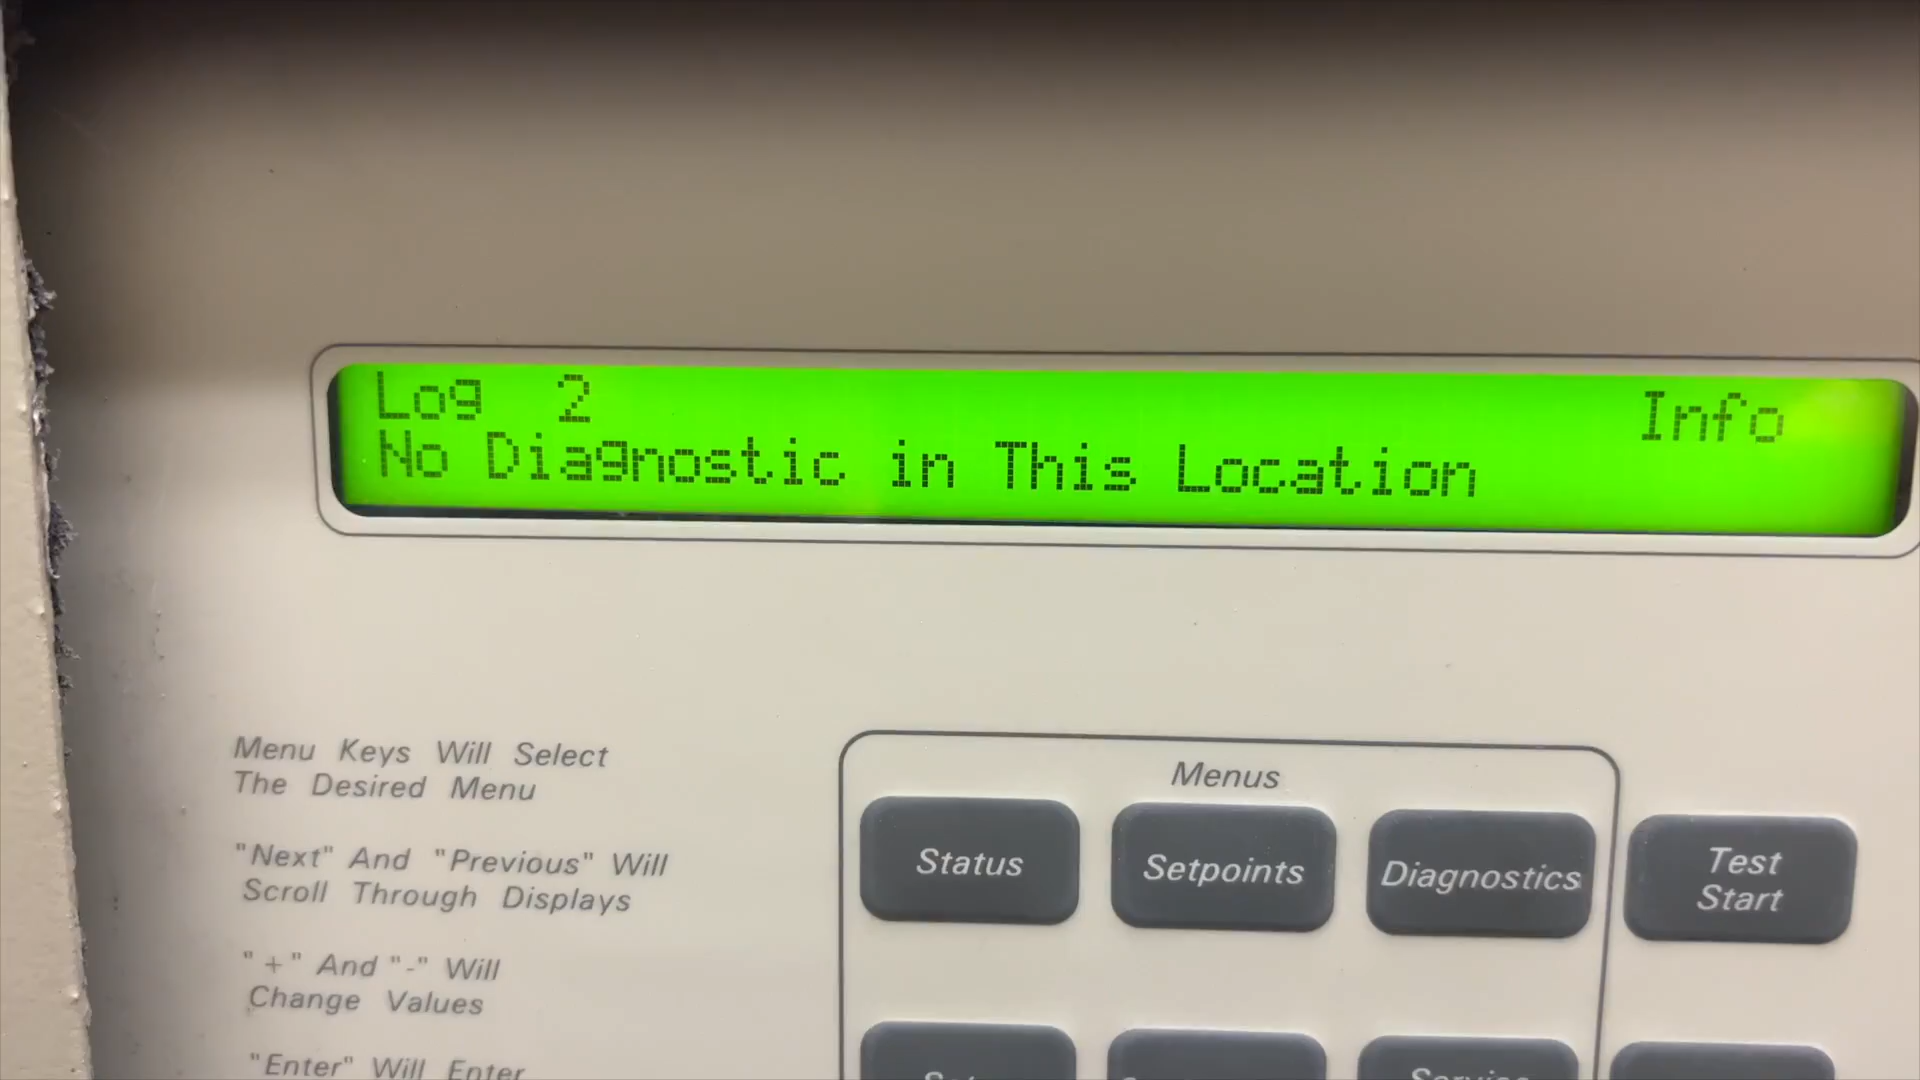 Log 2 Info
No Diagnostic in This Location
Menu Keys Will Select
The Desired Menu
"Next" And "Previous" Will
Scroll Through Displays
"+" And "-" Will
Change Values
"Enter" Will Enter
Menus
Status
Setpoints
Diagnostics
Test
Start
Service